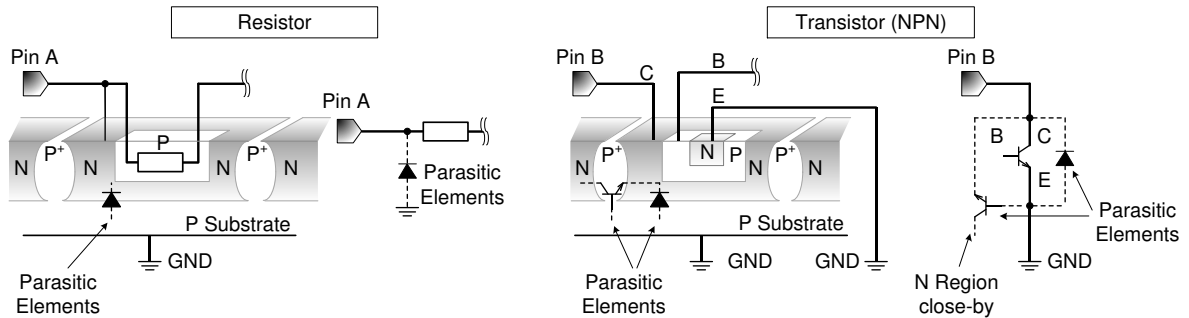 Resistor
Transistor (NPN)
Pin A
Pin B
C
B
E
Pin B
Pin A
N
P+
N
P
P+
N
Parasitic
Elements
N
P+
N
N
P
P+
N
B
C
E
P Substrate
GND
Parasitic
Elements
P Substrate
GND
GND
Parasitic
Elements
Parasitic
Elements
GND
N Region
close-by